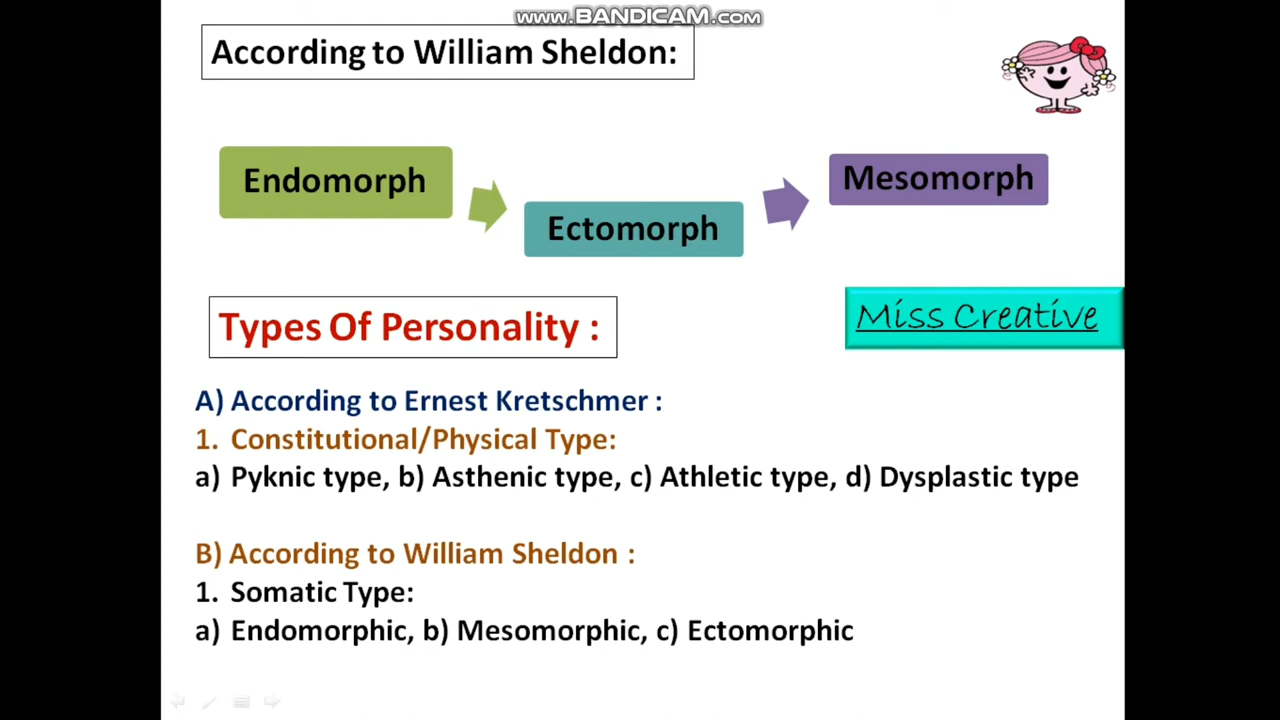 www.BANDICAM.com
According to William Sheldon:
Endomorph
Ectomorph
Mesomorph
Types Of Personality :
Miss Creative
A) According to Ernest Kretschmer :
1. Constitutional/Physical Type:
a) Pyknic type, b) Asthenic type, c) Athletic type, d) Dysplastic type
B) According to William Sheldon :
1. Somatic Type:
a) Endomorphic, b) Mesomorphic, c) Ectomorphic